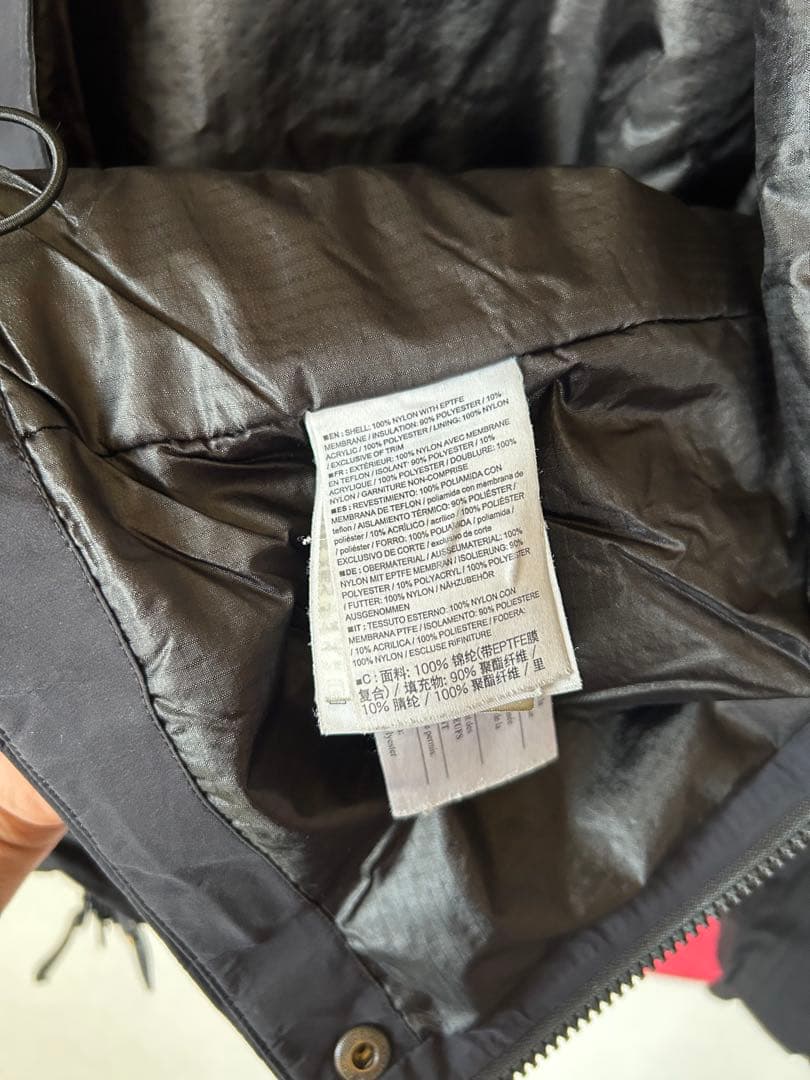 ■EN : SHELL: 100% NYLON WITH EPTFE
MEMBRANE / INSULATION: 90% POLYESTER / 10%
ACRYLIC / 100% POLYESTER / LINING: 100% NYLON
/ EXCLUSIVE OF TRIM
■FR : EXTÉRIEUR: 100% NYLON AVEC MEMBRANE
EN TEFLON / ISOLANT: 90% POLYESTER / 10%
ACRYLIQUE / 100% POLYESTER / DOUBLURE: 100%
NYLON / GARNITURE NON-COMPRISE
■ES : REVESTIMIENTO: 100% POLIAMIDA CON
MEMBRANA DE TEFLON / poliamida con membrana de
teflon / AISLAMIENTO TÉRMICO: 90% POLIÉSTER /
poliéster / 10% ACRÍLICO / acrílico / 100% POLIÉSTER
/ poliéster / FORRO: 100% POLIAMIDA / poliamida /
EXCLUSIVO DE CORTE / exclusivo de corte
■DE : OBERMATERIAL / AUSSEUMATERIAL: 100%
NYLON MIT EPTFE MEMBRAN / ISOLIERUNG: 90%
POLYESTER / 10% POLYACRYL / 100% POLYESTER
/ FUTTER: 100% NYLON / NÄHZUBEHÖR
AUSGENOMMEN
■IT : TESSUTO ESTERNO: 100% NYLON CON
MEMBRANA PTFE / ISOLAMENTO: 90% POLIESTERE
/ 10% ACRILICA / 100% POLIESTERE / FODERA:
100% NYLON / ESCLUSE RIFINITURE
■C : 面料: 100% 锦纶(带EPTFE膜
复合) / 填充物: 90% 聚酯纤维 /
10% 腈纶 / 100% 聚酯纤维 / 里